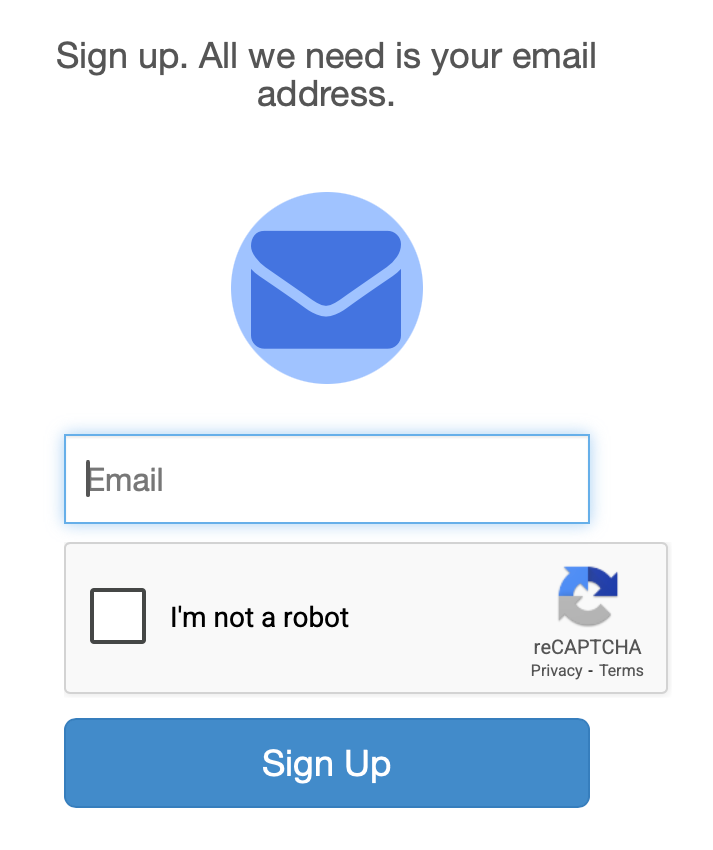 Sign up. All we need is your email
address.
Email
I'm not a robot
reCAPTCHA
Privacy - Terms
Sign Up